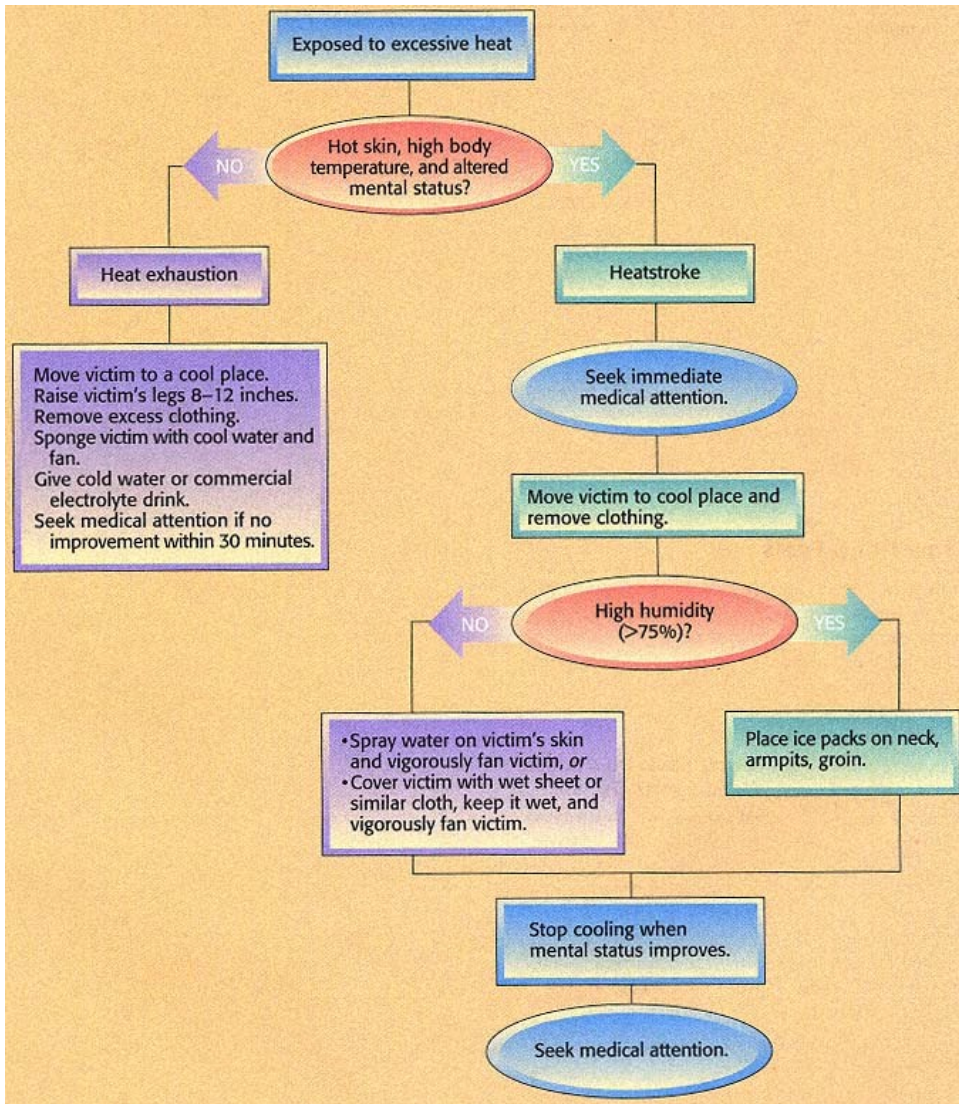 Exposed to excessive heat
Hot skin, high body
temperature, and altered
mental status?
NO
YES
Heat exhaustion
Move victim to a cool place.
Raise victim's legs 8–12 inches.
Remove excess clothing.
Sponge victim with cool water and
fan.
Give cold water or commercial
electrolyte drink.
Seek medical attention if no
improvement within 30 minutes.
Heatstroke
Seek immediate
medical attention.
Move victim to cool place and
remove clothing.
High humidity
(>75%)?
NO
YES
•Spray water on victim's skin
and vigorously fan victim, or
•Cover victim with wet sheet or
similar cloth, keep it wet, and
vigorously fan victim.
Place ice packs on neck,
armpits, groin.
Stop cooling when
mental status improves.
Seek medical attention.